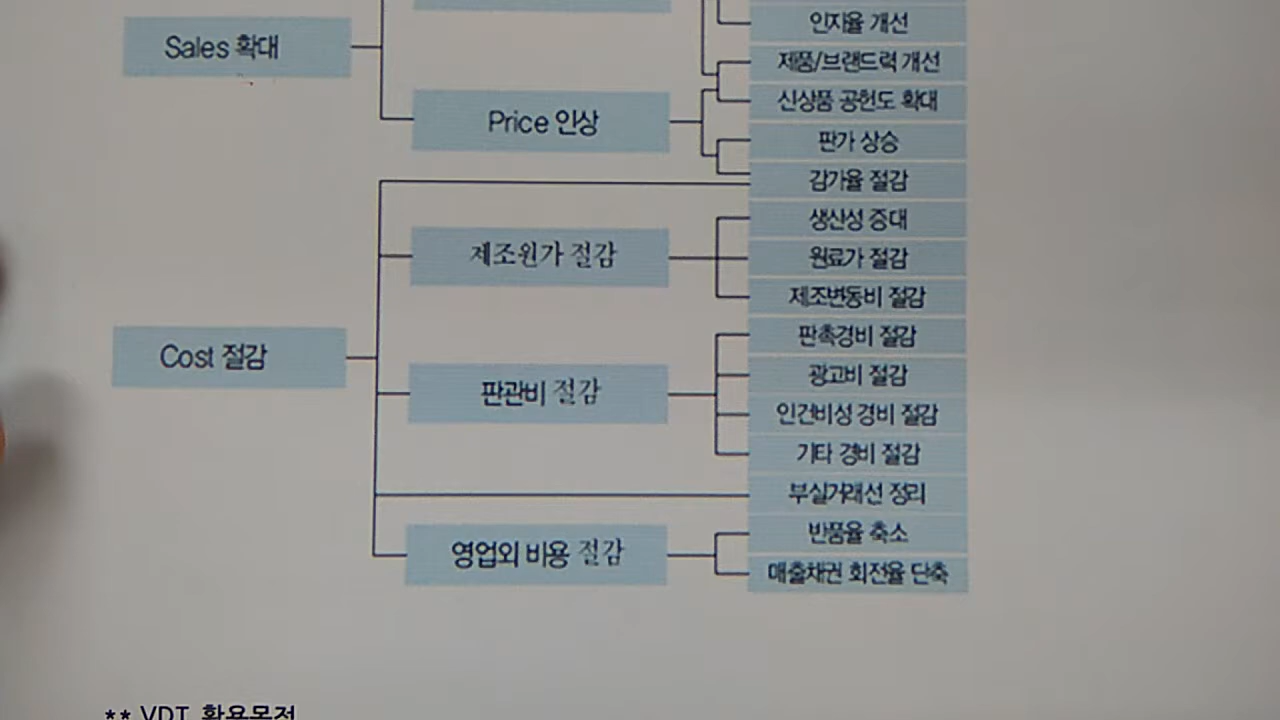 Sales 확대
Price 인상
인지율 개선
제품/브랜드력 개선
신상품 공헌도 확대
판가 상승
감가율 절감
Cost 절감
제조원가 절감
생산성 증대
원료가 절감
제조변동비 절감
판관비 절감
판촉경비 절감
광고비 절감
인건비성 경비 절감
기타 경비 절감
부실거래선 정리
영업외 비용 절감
반품율 축소
매출채권 회전율 단축
** VDT 활용목적